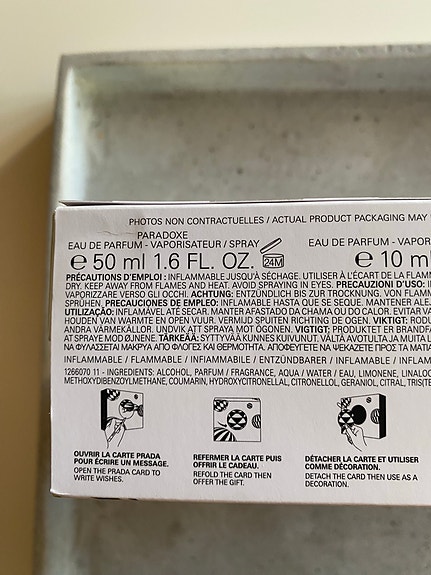 PHOTOS NON CONTRACTUELLES / ACTUAL PRODUCT PACKAGING MAY
PARADOXE
EAU DE PARFUM - VAPORISATEUR / SPRAY
℮ 50 ml 1.6 FL. OZ. 24M
EAU DE PARFUM - VAPOR
℮ 10 m
PRÉCAUTIONS D'EMPLOI : INFLAMMABLE JUSQU'À SÉCHAGE. UTILISER À L'ÉCART DE LA FLAMM
DRY. KEEP AWAY FROM FLAMES AND HEAT. AVOID SPRAYING IN EYES. PRECAUZIONI D'USO: IN
VAPORIZZARE VERSO GLI OCCHI. ACHTUNG: ENTZÜNDLICH BIS ZUR TROCKNUNG. VON FLAMM
SPRÜHEN. PRECAUCIONES DE EMPLEO: INFLAMABLE HASTA QUE SE SEQUE. MANTENER ALE
UTILIZAÇÃO: INFLAMÁVEL ATÉ SECAR. MANTER AFASTADO DA CHAMA OU DO CALOR. EVITAR
HOUDEN VAN WARMTE EN OPEN VUUR. VERMIJD SPUITEN RICHTING DE OGEN. VIKTIGT: RODU
ANDRA VÄRMEKÄLLOR. UNDVIK ATT SPRAYA MOT ÖGONEN. VIGTIGT; PRODUKTET ER BRANDFA
AT SPRAYE MOD ØJNENE. TÄRKEÄÄ: SYTTYVÄÄ KUNNES KUIVUNUT. VÄLTÄ AVOTULTA JA MUITA L
ΝΑ ΦΥΛΑΣΣΕΤΑΙ ΜΑΚΡΥΑ ΑΠΟ ΦΛΟΓΕΣ ΚΑΙ ΘΕΡΜΟΤΗΤΑ. ΑΠΟΦΕΥΓΕΤΕ ΝΑ ΨΕΚΑΖΕΤΕ ΠΡΟΣ ΤΑ ΜΑΤΙΑ
INFLAMMABLE / FLAMMABLE / INFIAMMABILE / ENTZÜNDBARER / INFLAMABLE / INFLAM
1266070 11 - INGREDIENTS: ALCOHOL, PARFUM / FRAGRANCE, AQUA / WATER / EAU, LIMONENE, LINALOO
METHOXYDIBENZOYLMETHANE, COUMARIN, HYDROXYCITRONELLAL, CITRONELLOL, GERANIOL, CITRAL, TRIS(TE
OUVRIR LA CARTE PRADA
POUR ÉCRIRE UN MESSAGE.
OPEN THE PRADA CARD TO
WRITE WISHES.
REFERMER LA CARTE PUIS
OFFRIR LE CADEAU.
REFOLD THE CARD THEN
OFFER THE GIFT.
DÉTACHER LA CARTE ET UTILISER
COMME DÉCORATION.
DETACH THE CARD THEN USE AS A
DECORATION.